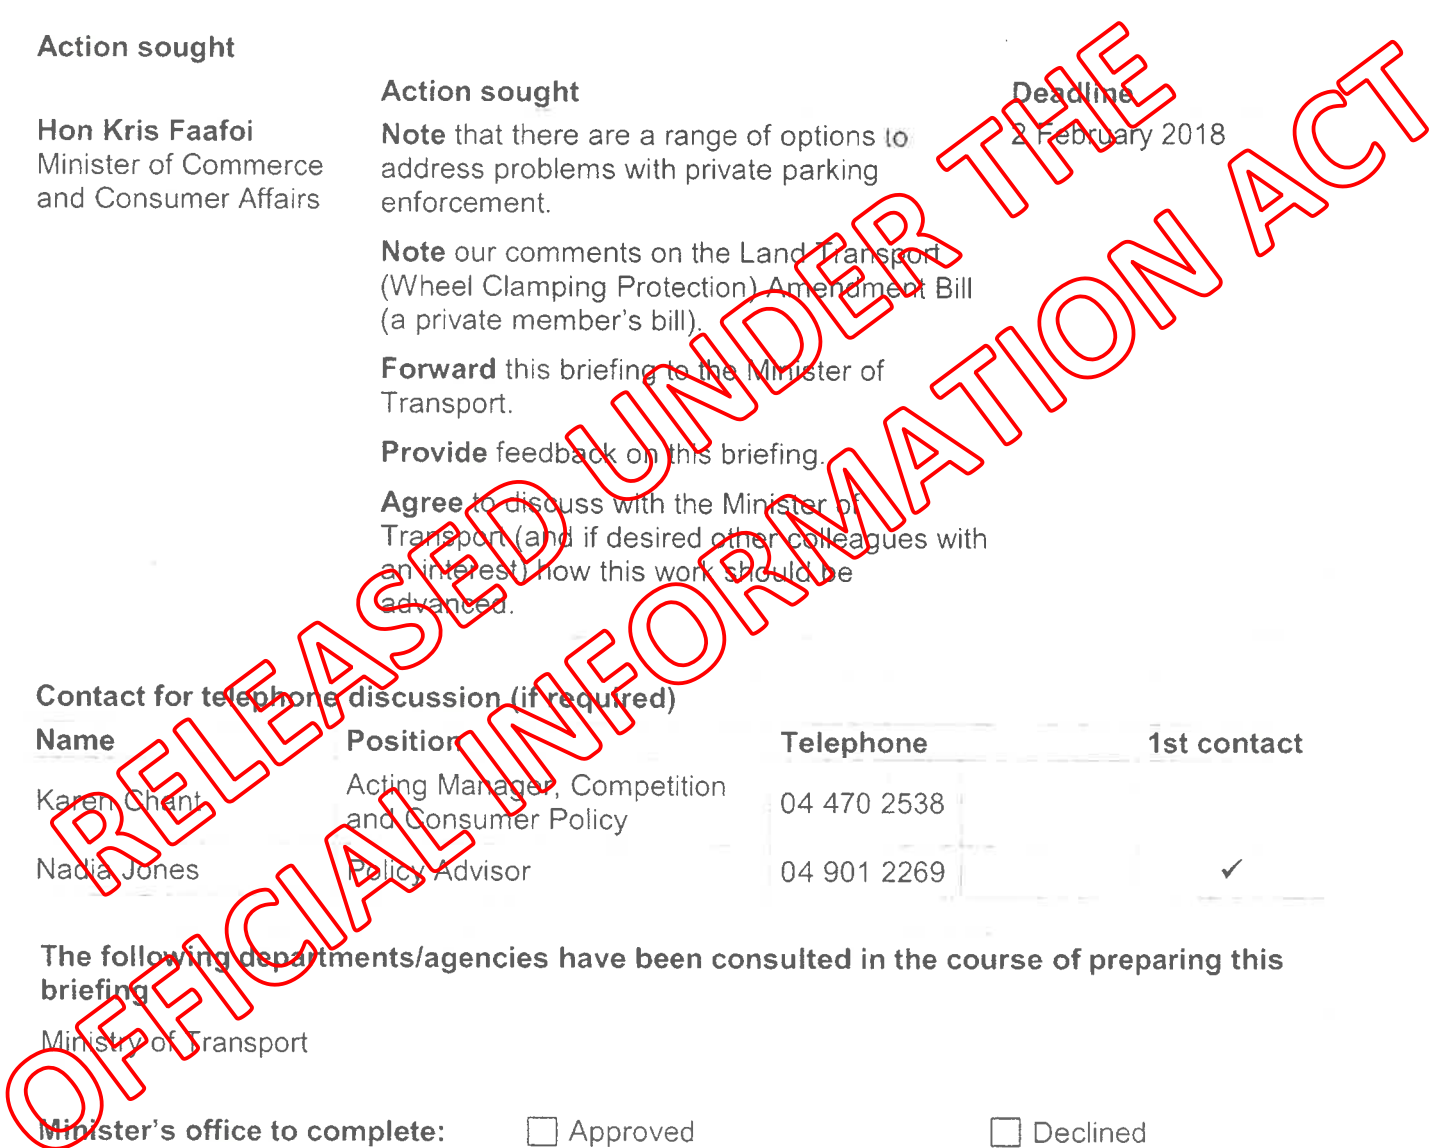 Action sought
Action sought
Deadline
Hon Kris Faafoi
Minister of Commerce
and Consumer Affairs
Note that there are a range of options to
address problems with private parking
enforcement.
2 February 2018
Note our comments on the Land Transport
(Wheel Clamping Protection) Amendment Bill
(a private member's bill).
Forward this briefing to the Minister of
Transport.
Provide feedback on this briefing.
Agree to discuss with the Minister of
Transport (and if desired other colleagues with
an interest) how this work should be
advanced.
Contact for telephone discussion (if required)
Name Position Telephone 1st contact
Karen Chant
Acting Manager, Competition
and Consumer Policy
04 470 2538
Nadia Jones Policy Advisor 04 901 2269 ✓
The following departments/agencies have been consulted in the course of preparing this
briefing
Ministry of Transport
Minister's office to complete: ☐ Approved ☐ Declined
RELEASED UNDER THE
OFFICIAL INFORMATION ACT